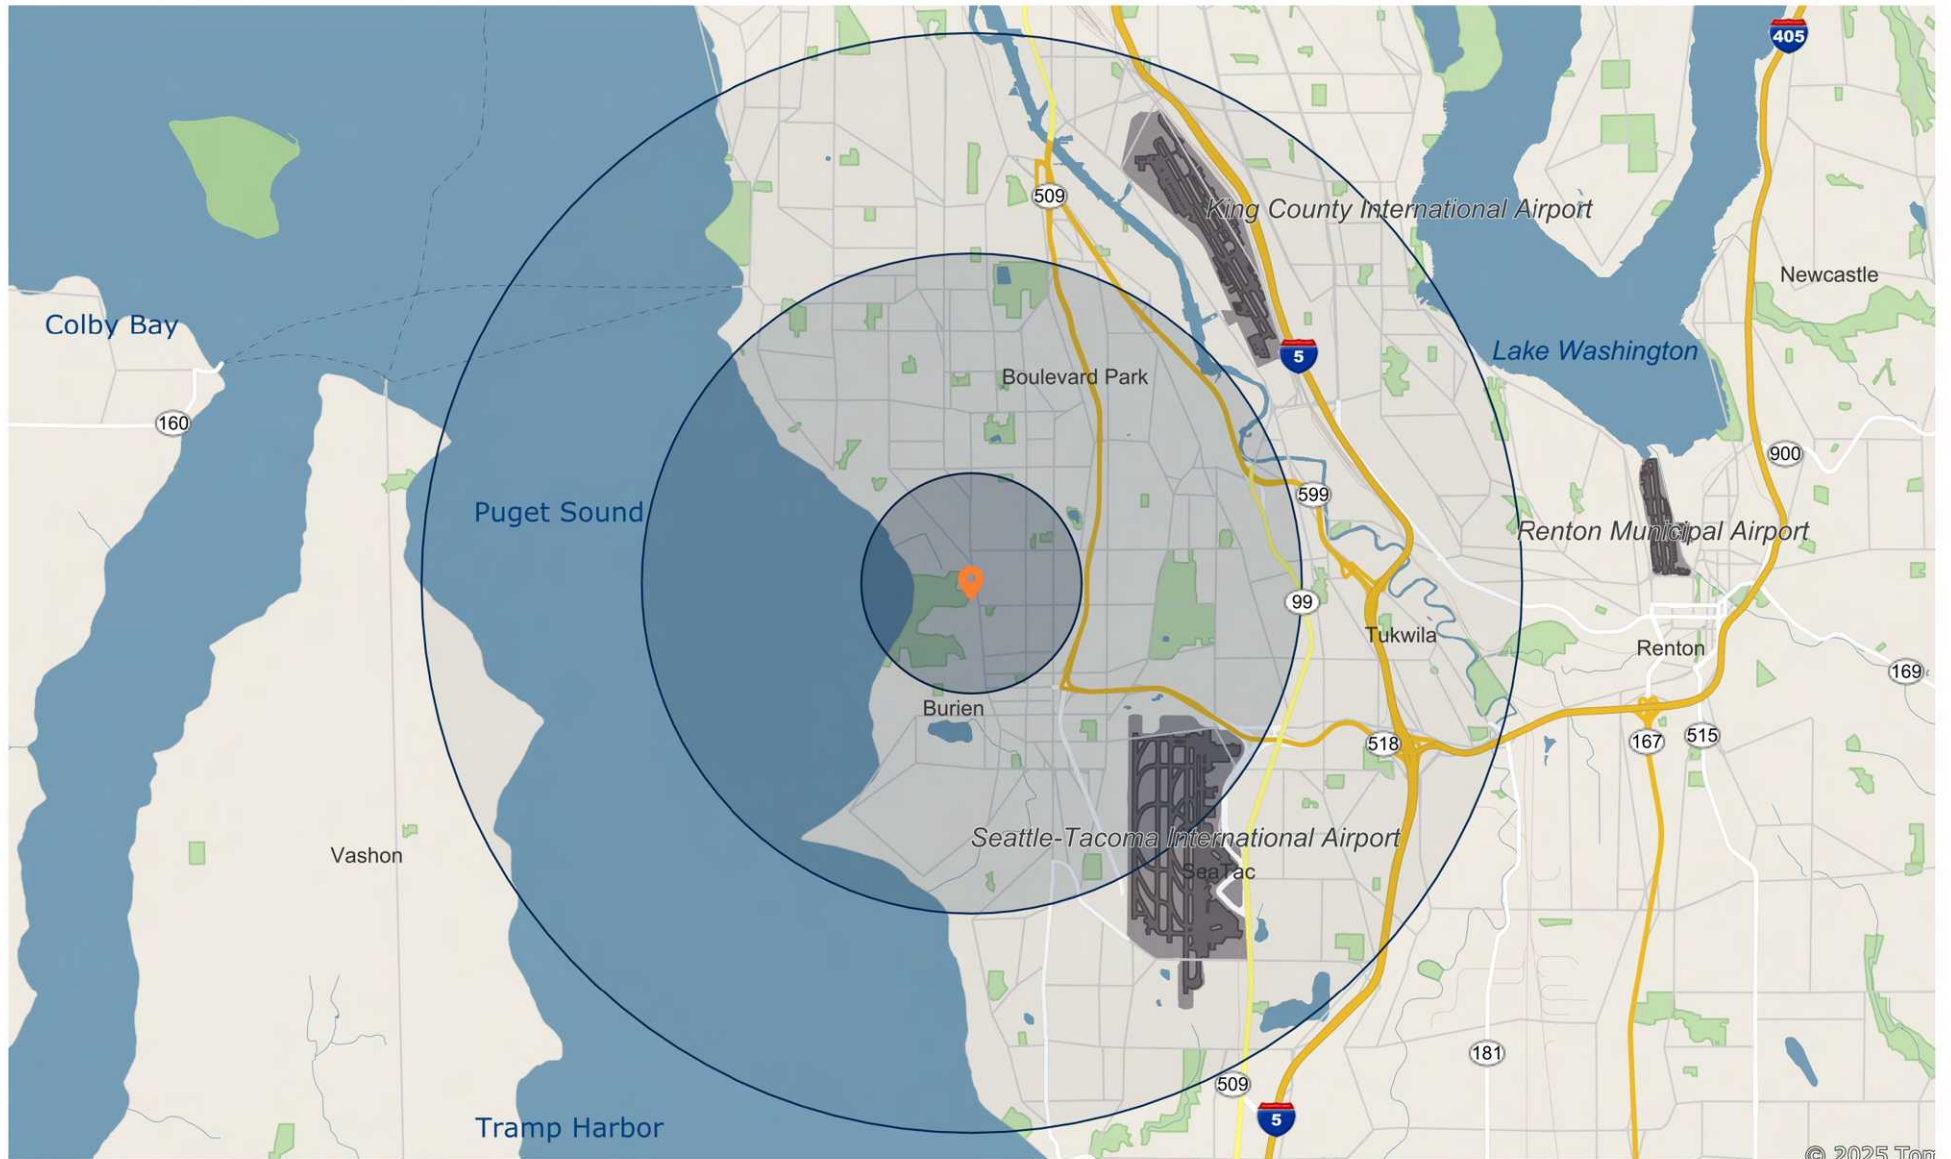 405
509
King County International Airport
Newcastle
Colby Bay
5
Lake Washington
Boulevard Park
160
900
599
Puget Sound
Renton Municipal Airport
99
Tukwila
Renton
169
Burien
518
167
515
Seattle-Tacoma International Airport
Vashon
SeaTac
181
509
5
Tramp Harbor
© 2025 Tom